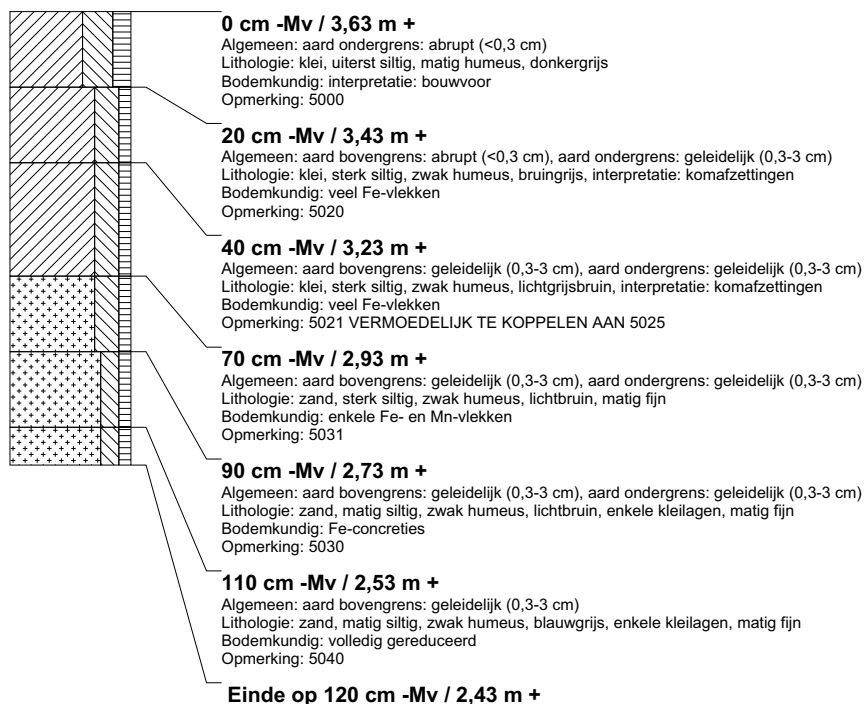 0 cm -Mv / 3,63 m +
Algemeen: aard ondergrens: abrupt (<0,3 cm)
Lithologie: klei, uiterst siltig, matig humeus, donkergrijs
Bodemkundig: interpretatie: bouwvoor
Opmerking: 5000
20 cm -Mv / 3,43 m +
Algemeen: aard bovengrens: abrupt (<0,3 cm), aard ondergrens: geleidelijk (0,3-3 cm)
Lithologie: klei, sterk siltig, zwak humeus, bruingrijs, interpretatie: komafzettingen
Bodemkundig: veel Fe-vlekken
Opmerking: 5020
40 cm -Mv / 3,23 m +
Algemeen: aard bovengrens: geleidelijk (0,3-3 cm), aard ondergrens: geleidelijk (0,3-3 cm)
Lithologie: klei, sterk siltig, zwak humeus, lichtgrijsbruin, interpretatie: komafzettingen
Bodemkundig: veel Fe-vlekken
Opmerking: 5021 VERMOEDELIJK TE KOPPELEN AAN 5025
70 cm -Mv / 2,93 m +
Algemeen: aard bovengrens: geleidelijk (0,3-3 cm), aard ondergrens: geleidelijk (0,3-3 cm)
Lithologie: zand, sterk siltig, zwak humeus, lichtbruin, matig fijn
Bodemkundig: enkele Fe- en Mn-vlekken
Opmerking: 5031
90 cm -Mv / 2,73 m +
Algemeen: aard bovengrens: geleidelijk (0,3-3 cm), aard ondergrens: geleidelijk (0,3-3 cm)
Lithologie: zand, matig siltig, zwak humeus, lichtbruin, enkele kleilagen, matig fijn
Bodemkundig: Fe-concreties
Opmerking: 5030
110 cm -Mv / 2,53 m +
Algemeen: aard bovengrens: geleidelijk (0,3-3 cm)
Lithologie: zand, matig siltig, zwak humeus, blauwgrijs, enkele kleilagen, matig fijn
Bodemkundig: volledig gereduceerd
Opmerking: 5040
Einde op 120 cm -Mv / 2,43 m +